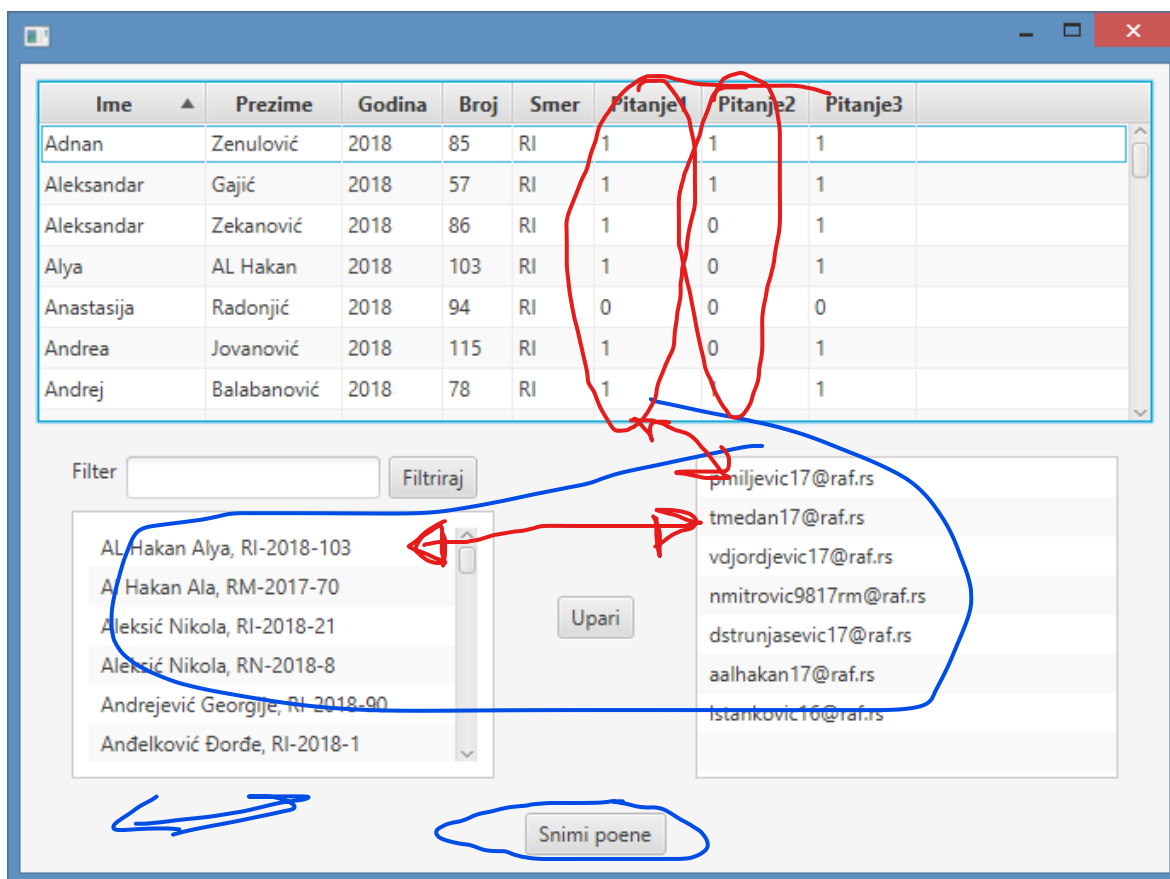 Ime Prezime Godina Broj Smer Pitanje1 Pitanje2 Pitanje3
Adnan Zenulović 2018 85 RI 1 1 1
Aleksandar Gajić 2018 57 RI 1 1 1
Aleksandar Zekanović 2018 86 RI 1 0 1
Alya AL Hakan 2018 103 RI 1 0 1
Anastasija Radonjić 2018 94 RI 0 0 0
Andrea Jovanović 2018 115 RI 1 0 1
Andrej Balabanović 2018 78 RI 1 1 1
Filter Filtriraj
AL Hakan Alya, RI-2018-103
Al Hakan Ala, RM-2017-70
Aleksić Nikola, RI-2018-21
Aleksić Nikola, RN-2018-8
Andrejević Georgije, RI-2018-90
Anđelković Đorđe, RI-2018-1
Upari
pmiljevic17@raf.rs
tmedan17@raf.rs
vdjordjevic17@raf.rs
nmitrovic9817rm@raf.rs
dstrunjasevic17@raf.rs
aalhakan17@raf.rs
lstankovic16@raf.rs
Snimi poene